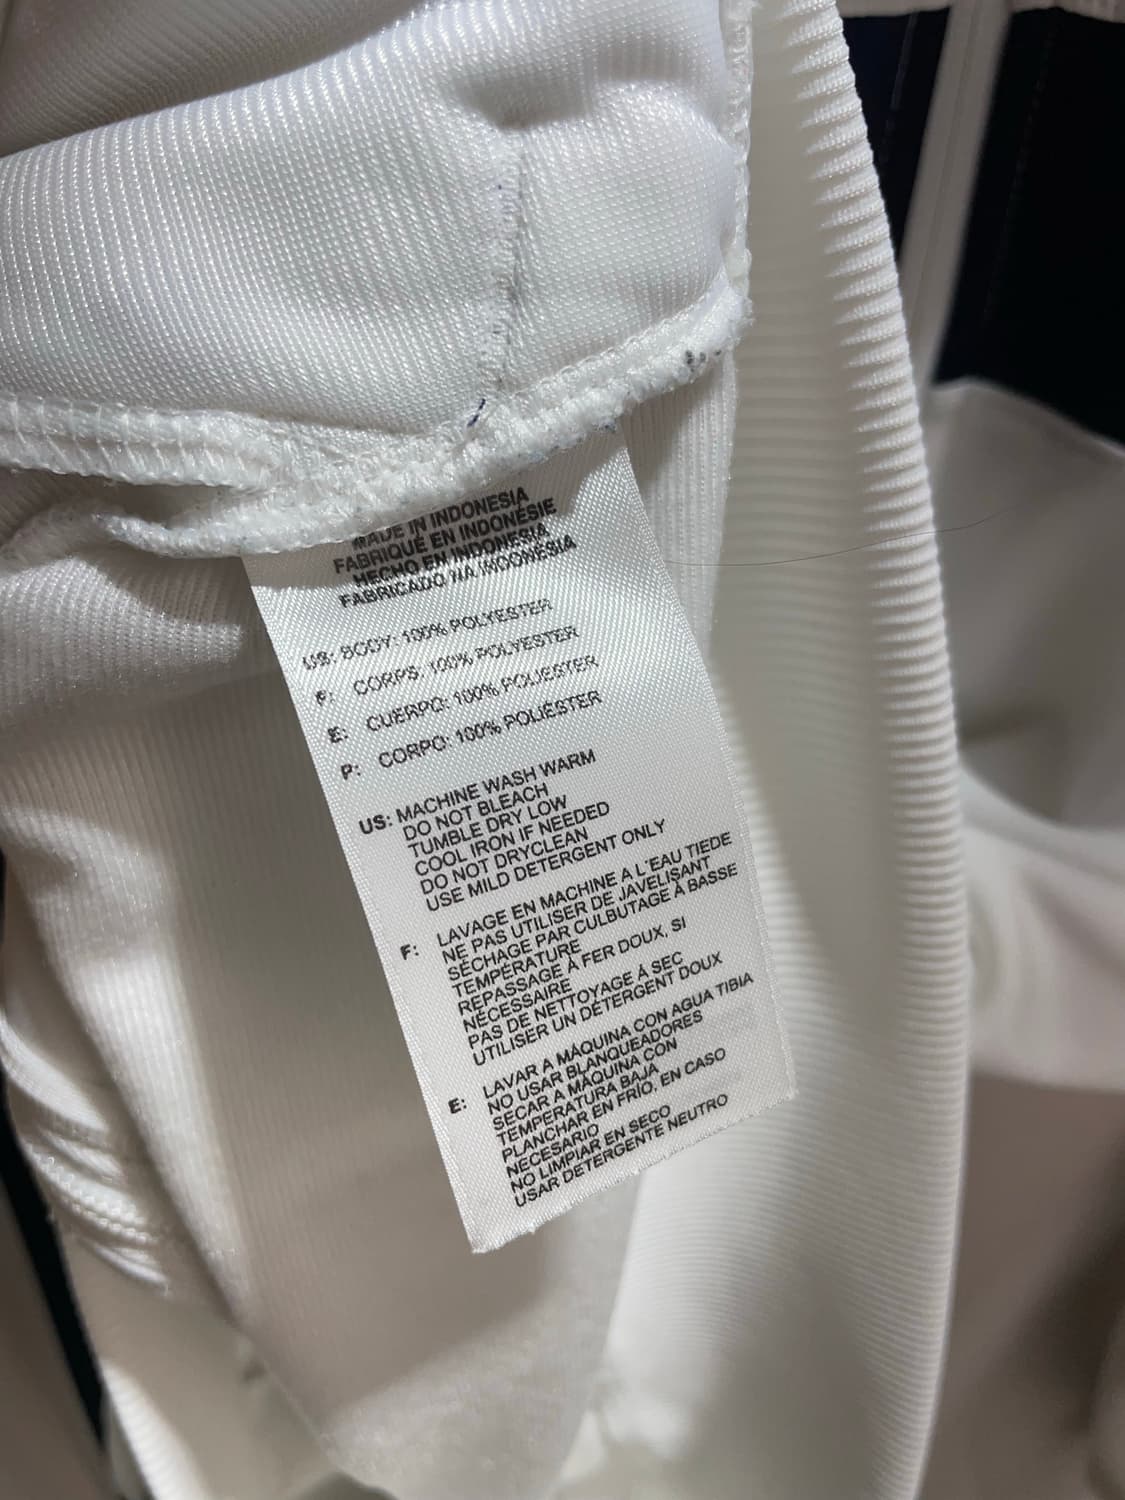 MADE IN INDONESIA
FABRIQUÉ EN INDONÉSIE
HECHO EN INDONESIA
FABRICADO NA INDONÉSIA
US: BODY: 100% POLYESTER
F: CORPS: 100% POLYESTER
E: CUERPO: 100% POLIESTER
P: CORPO: 100% POLIÉSTER
US: MACHINE WASH WARM
DO NOT BLEACH
TUMBLE DRY LOW
COOL IRON IF NEEDED
DO NOT DRYCLEAN
USE MILD DETERGENT ONLY
F: LAVAGE EN MACHINE A L'EAU TIEDE
NE PAS UTILISER DE JAVELISANT
SÉCHAGE PAR CULBUTAGE À BASSE
TEMPÉRATURE
REPASSAGE À FER DOUX, SI
NÉCESSAIRE
PAS DE NETTOYAGE À SEC
UTILISER UN DÉTERGENT DOUX
E: LAVAR A MÁQUINA CON AGUA TIBIA
NO USAR BLANQUEADORES
SECAR A MÁQUINA CON
TEMPERATURA BAJA
PLANCHAR EN FRÍO, EN CASO
NECESARIO
NO LIMPIAR EN SECO
USAR DETERGENTE NEUTRO